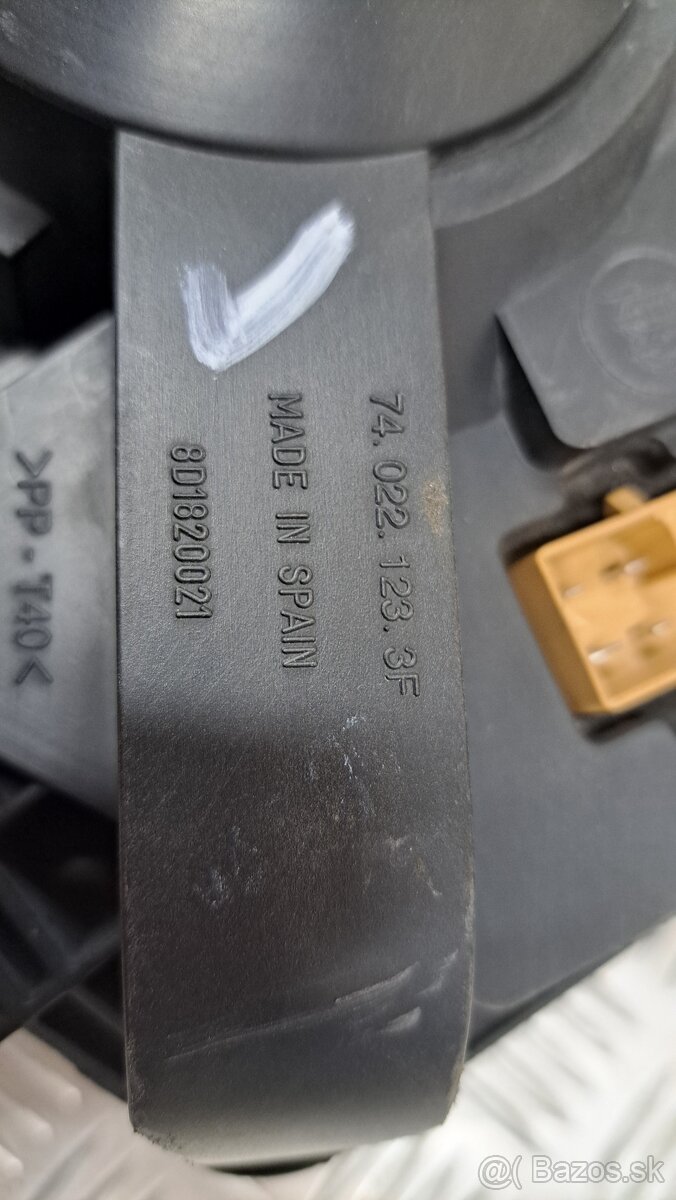 74.022.123.3F
MADE IN SPAIN
8D1820021
>PP-T40<
@( Bazos.sk